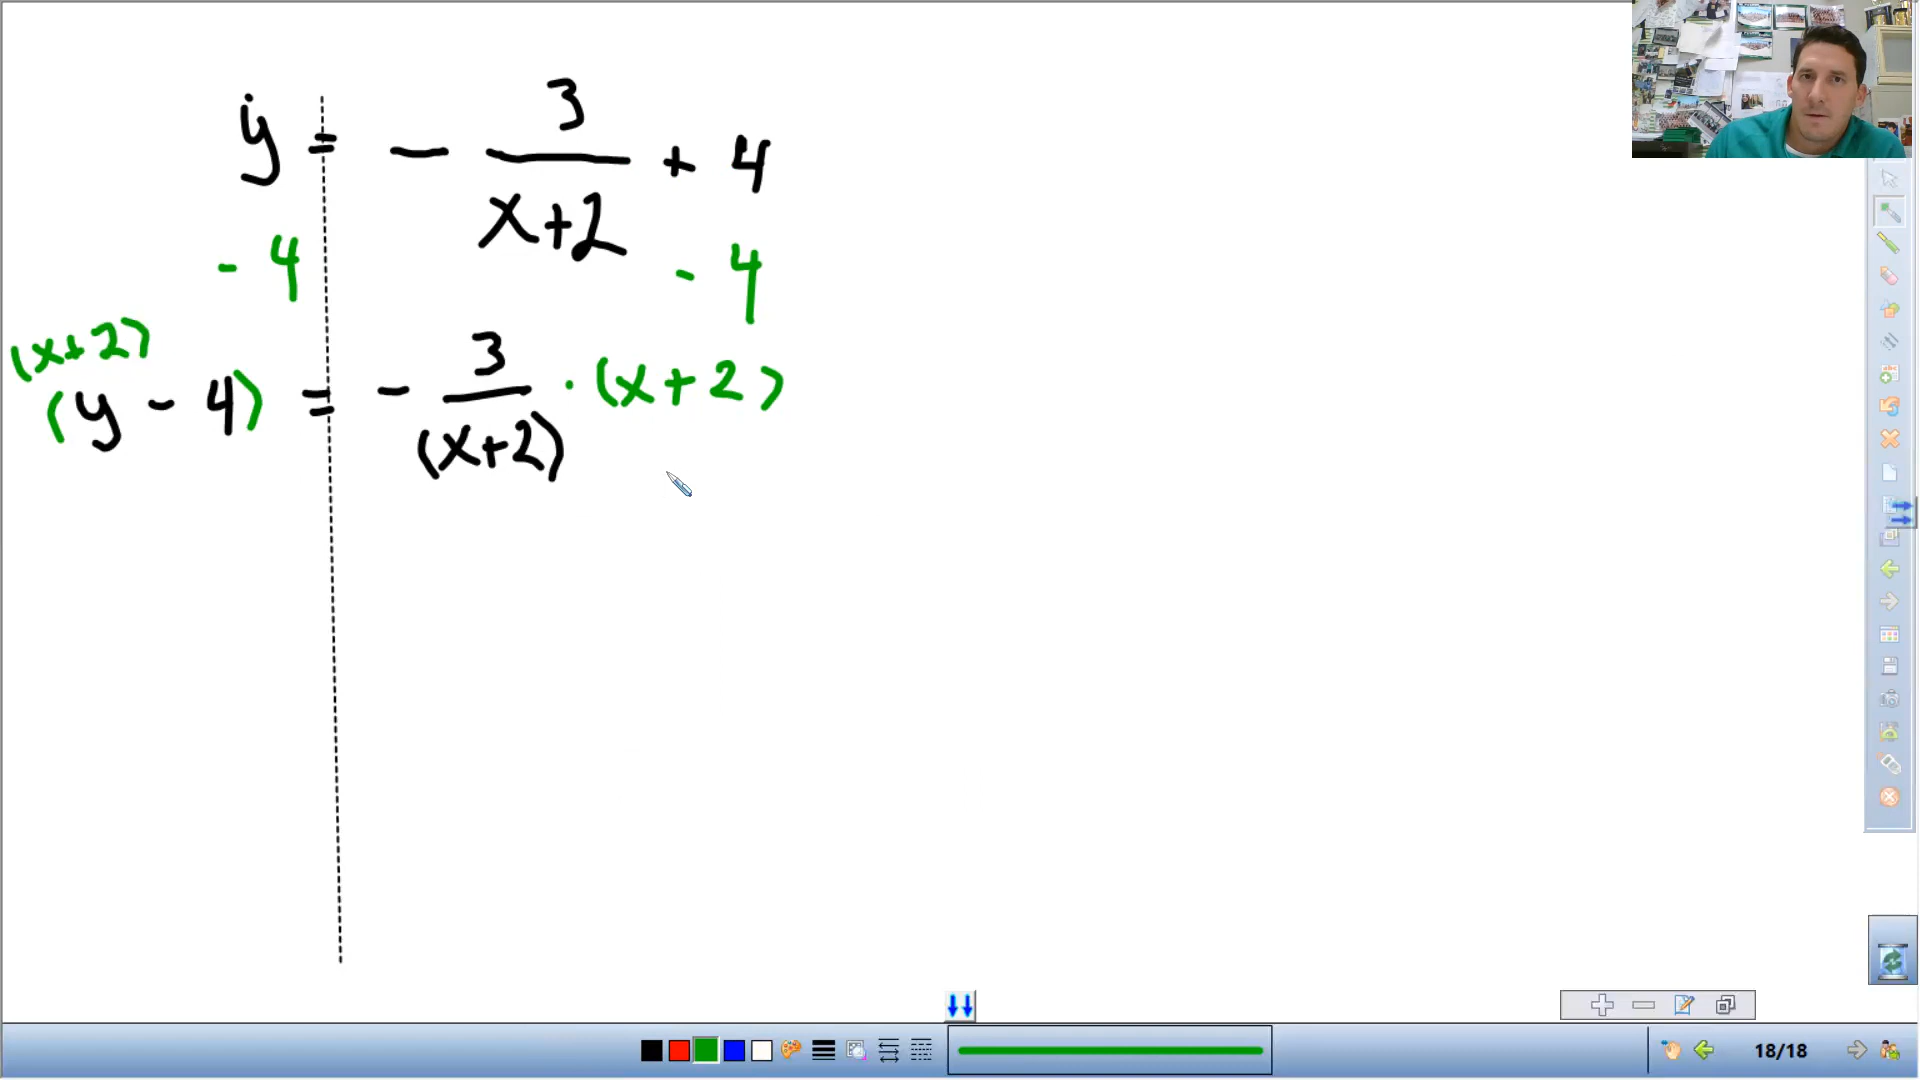 y = - 3/(x+2) + 4
- 4 - 4
(x+2)
(y - 4) = - 3/(x+2) · (x+2)
18/18